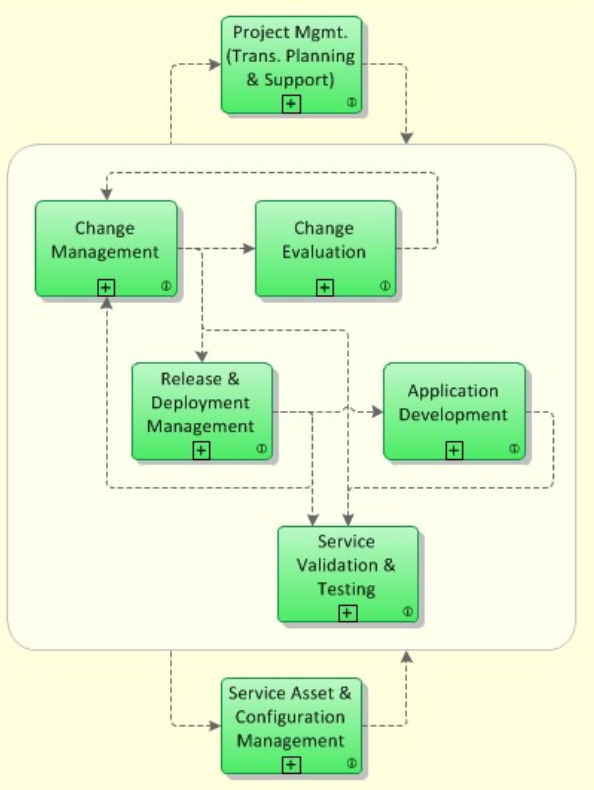 Project Mgmt.
(Trans. Planning
& Support)
Change
Management
Change
Evaluation
Release &
Deployment
Management
Application
Development
Service
Validation &
Testing
Service Asset &
Configuration
Management